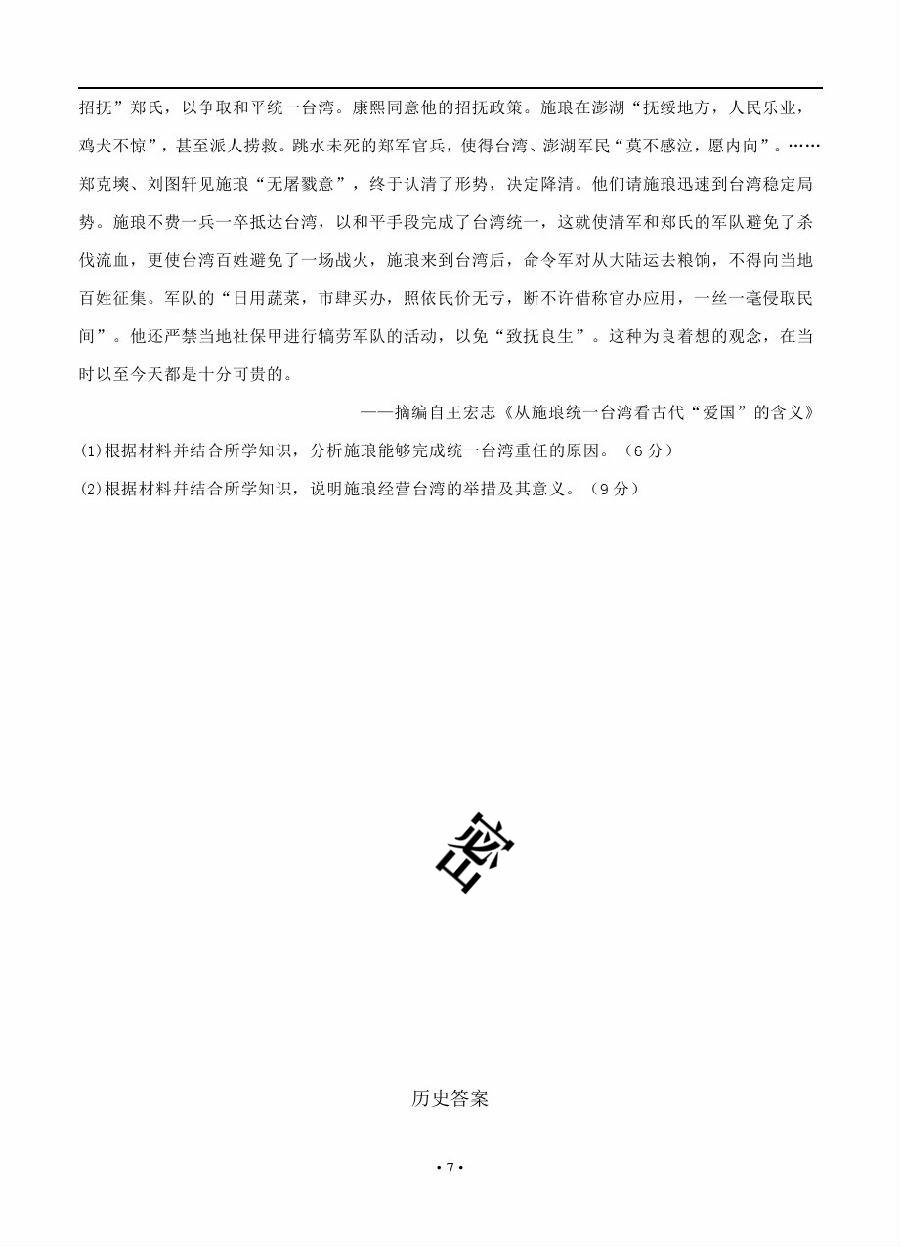 招抚”郑氏，以争取和平统一台湾。康熙同意他的招抚政策。施琅在澎湖“抚绥地方，人民乐业，
鸡犬不惊”，甚至派人捞救。跳水未死的郑军官兵，使得台湾、澎湖军民“莫不感泣，愿内向”。……
郑克塽、刘图轩见施琅“无屠戮意”，终于认清了形势，决定降清。他们请施琅迅速到台湾稳定局
势。施琅不费一兵一卒抵达台湾，以和平手段完成了台湾统一，这就使清军和郑氏的军队避免了杀
伐流血，更使台湾百姓避免了一场战火，施琅来到台湾后，命令军对从大陆运去粮饷，不得向当地
百姓征集。军队的“日用蔬菜，市肆买办，照依民价无亏，断不许借称官办应用，一丝一毫侵取民
间”。他还严禁当地社保甲进行犒劳军队的活动，以免“致抚良生”。这种为良着想的观念，在当
时以至今天都是十分可贵的。
——摘编自王宏志《从施琅统一台湾看古代“爱国”的含义》
(1)根据材料并结合所学知识，分析施琅能够完成统一台湾重任的原因。（6 分）
(2)根据材料并结合所学知识，说明施琅经营台湾的举措及其意义。（9 分）
密
历史答案
• 7 •